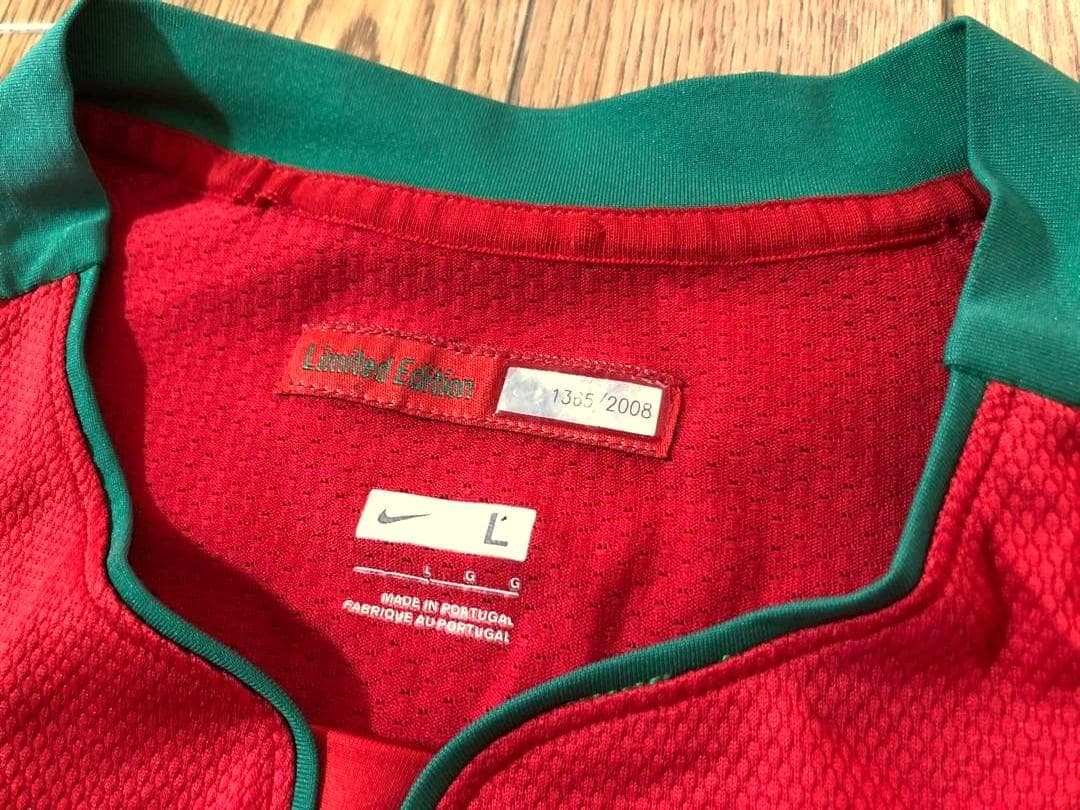 Limited Edition
1365/2008
L
L G G
MADE IN PORTUGAL
FABRIQUE AU PORTUGAL